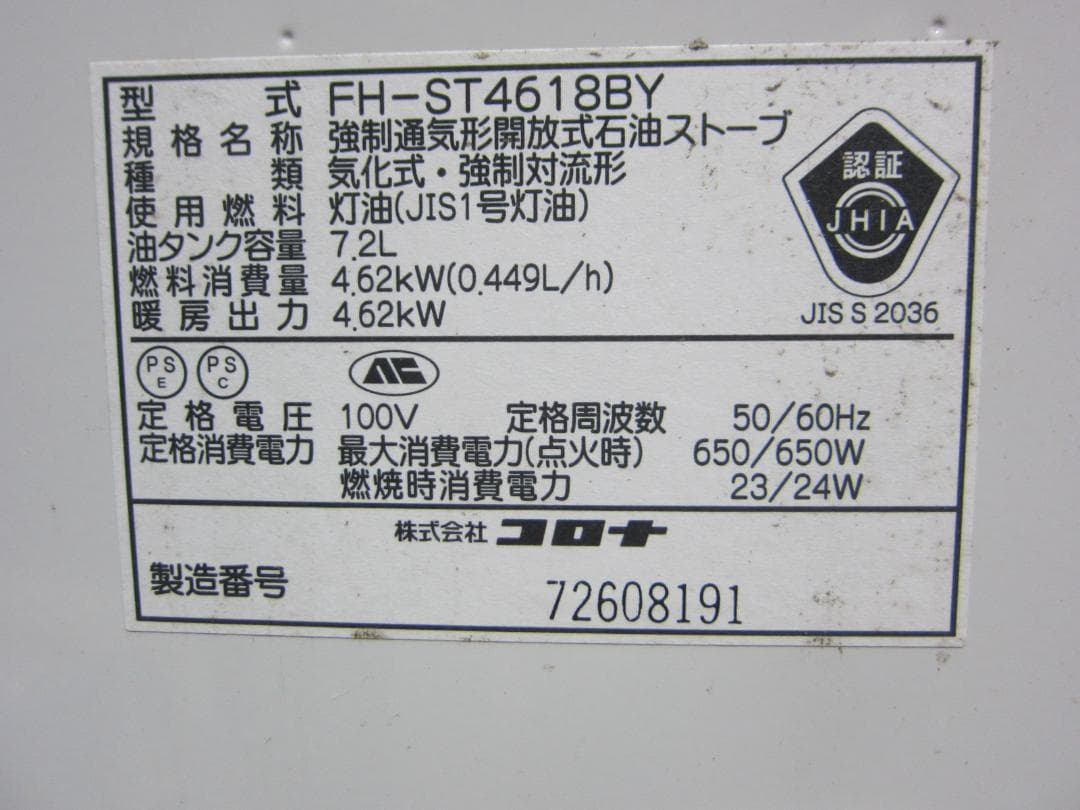 型式 FH-ST4618BY
規格名称 強制通気形開放式石油ストーブ
種類 気化式・強制対流形
使用燃料 灯油(JIS1号灯油)
油タンク容量 7.2L
燃料消費量 4.62kW(0.449L/h)
暖房出力 4.62kW
認証
JHIA
JIS S 2036
PS E PS C
定格電圧 100V 定格周波数 50/60Hz
定格消費電力 最大消費電力(点火時) 650/650W
燃焼時消費電力 23/24W
株式会社 コロナ
製造番号 72608191